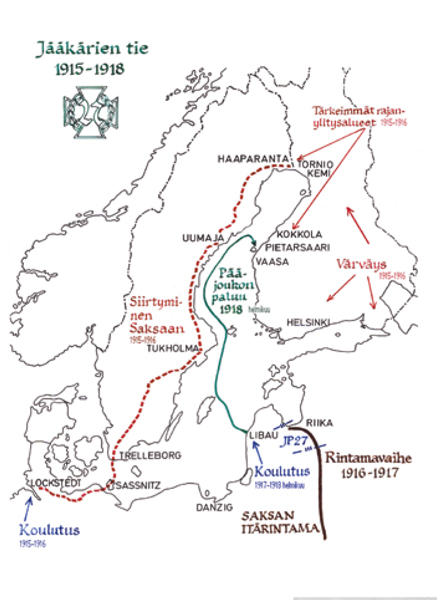 Jääkärien tie
1915-1918
Tärkeimmät rajan-
ylitysalueet 1915-1916
HAAPARANTA
TORNIO
KEMI
UUMAJA
KOKKOLA
PIETARSAARI
VAASA
Pää-
joukon
paluu
1918 helmikuu
Värväys
1915-1916
Siirtymi-
nen
Saksaan
1915-1916
HELSINKI
TUKHOLMA
TRELLEBORG
LIBAU
RIIKA
JP27
Rintamavaihe
1916-1917
Koulutus
1917-1918 helmikuu
LOCKSTEDT
SASSNITZ
DANZIG
SAKSAN
ITÄRINTAMA
Koulutus
1915-1916